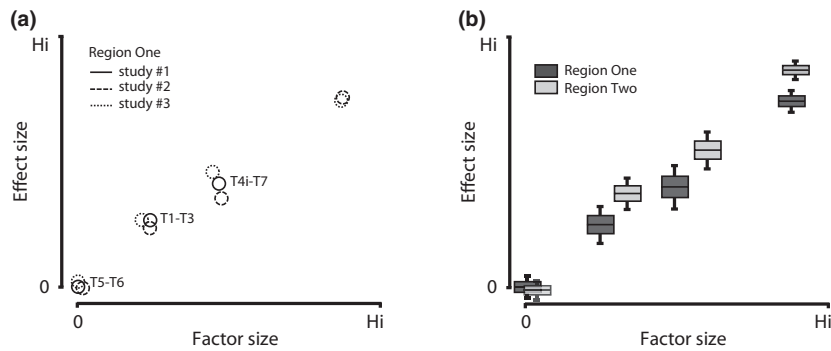 (a)
Hi
Region One
study #1
study #2
study #3
Effect size
T4i-T7
T1-T3
T5-T6
0
0
Hi
Factor size
(b)
Hi
Region One
Region Two
Effect size
0
0
Hi
Factor size